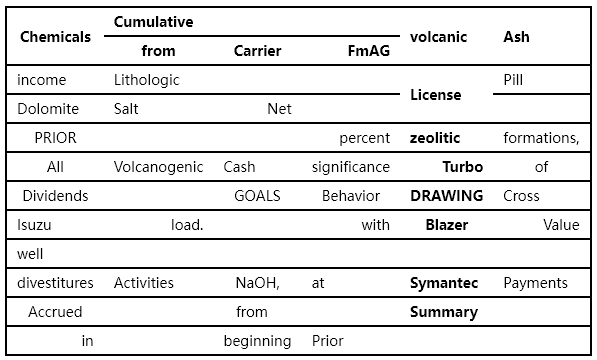 Chemicals Cumulative volcanic Ash
from Carrier FmAG
income Lithologic License Pill
Dolomite Salt Net
PRIOR percent zeolitic formations,
All Volcanogenic Cash significance Turbo of
Dividends GOALS Behavior DRAWING Cross
Isuzu load. with Blazer Value
well
divestitures Activities NaOH, at Symantec Payments
Accrued from Summary
in beginning Prior